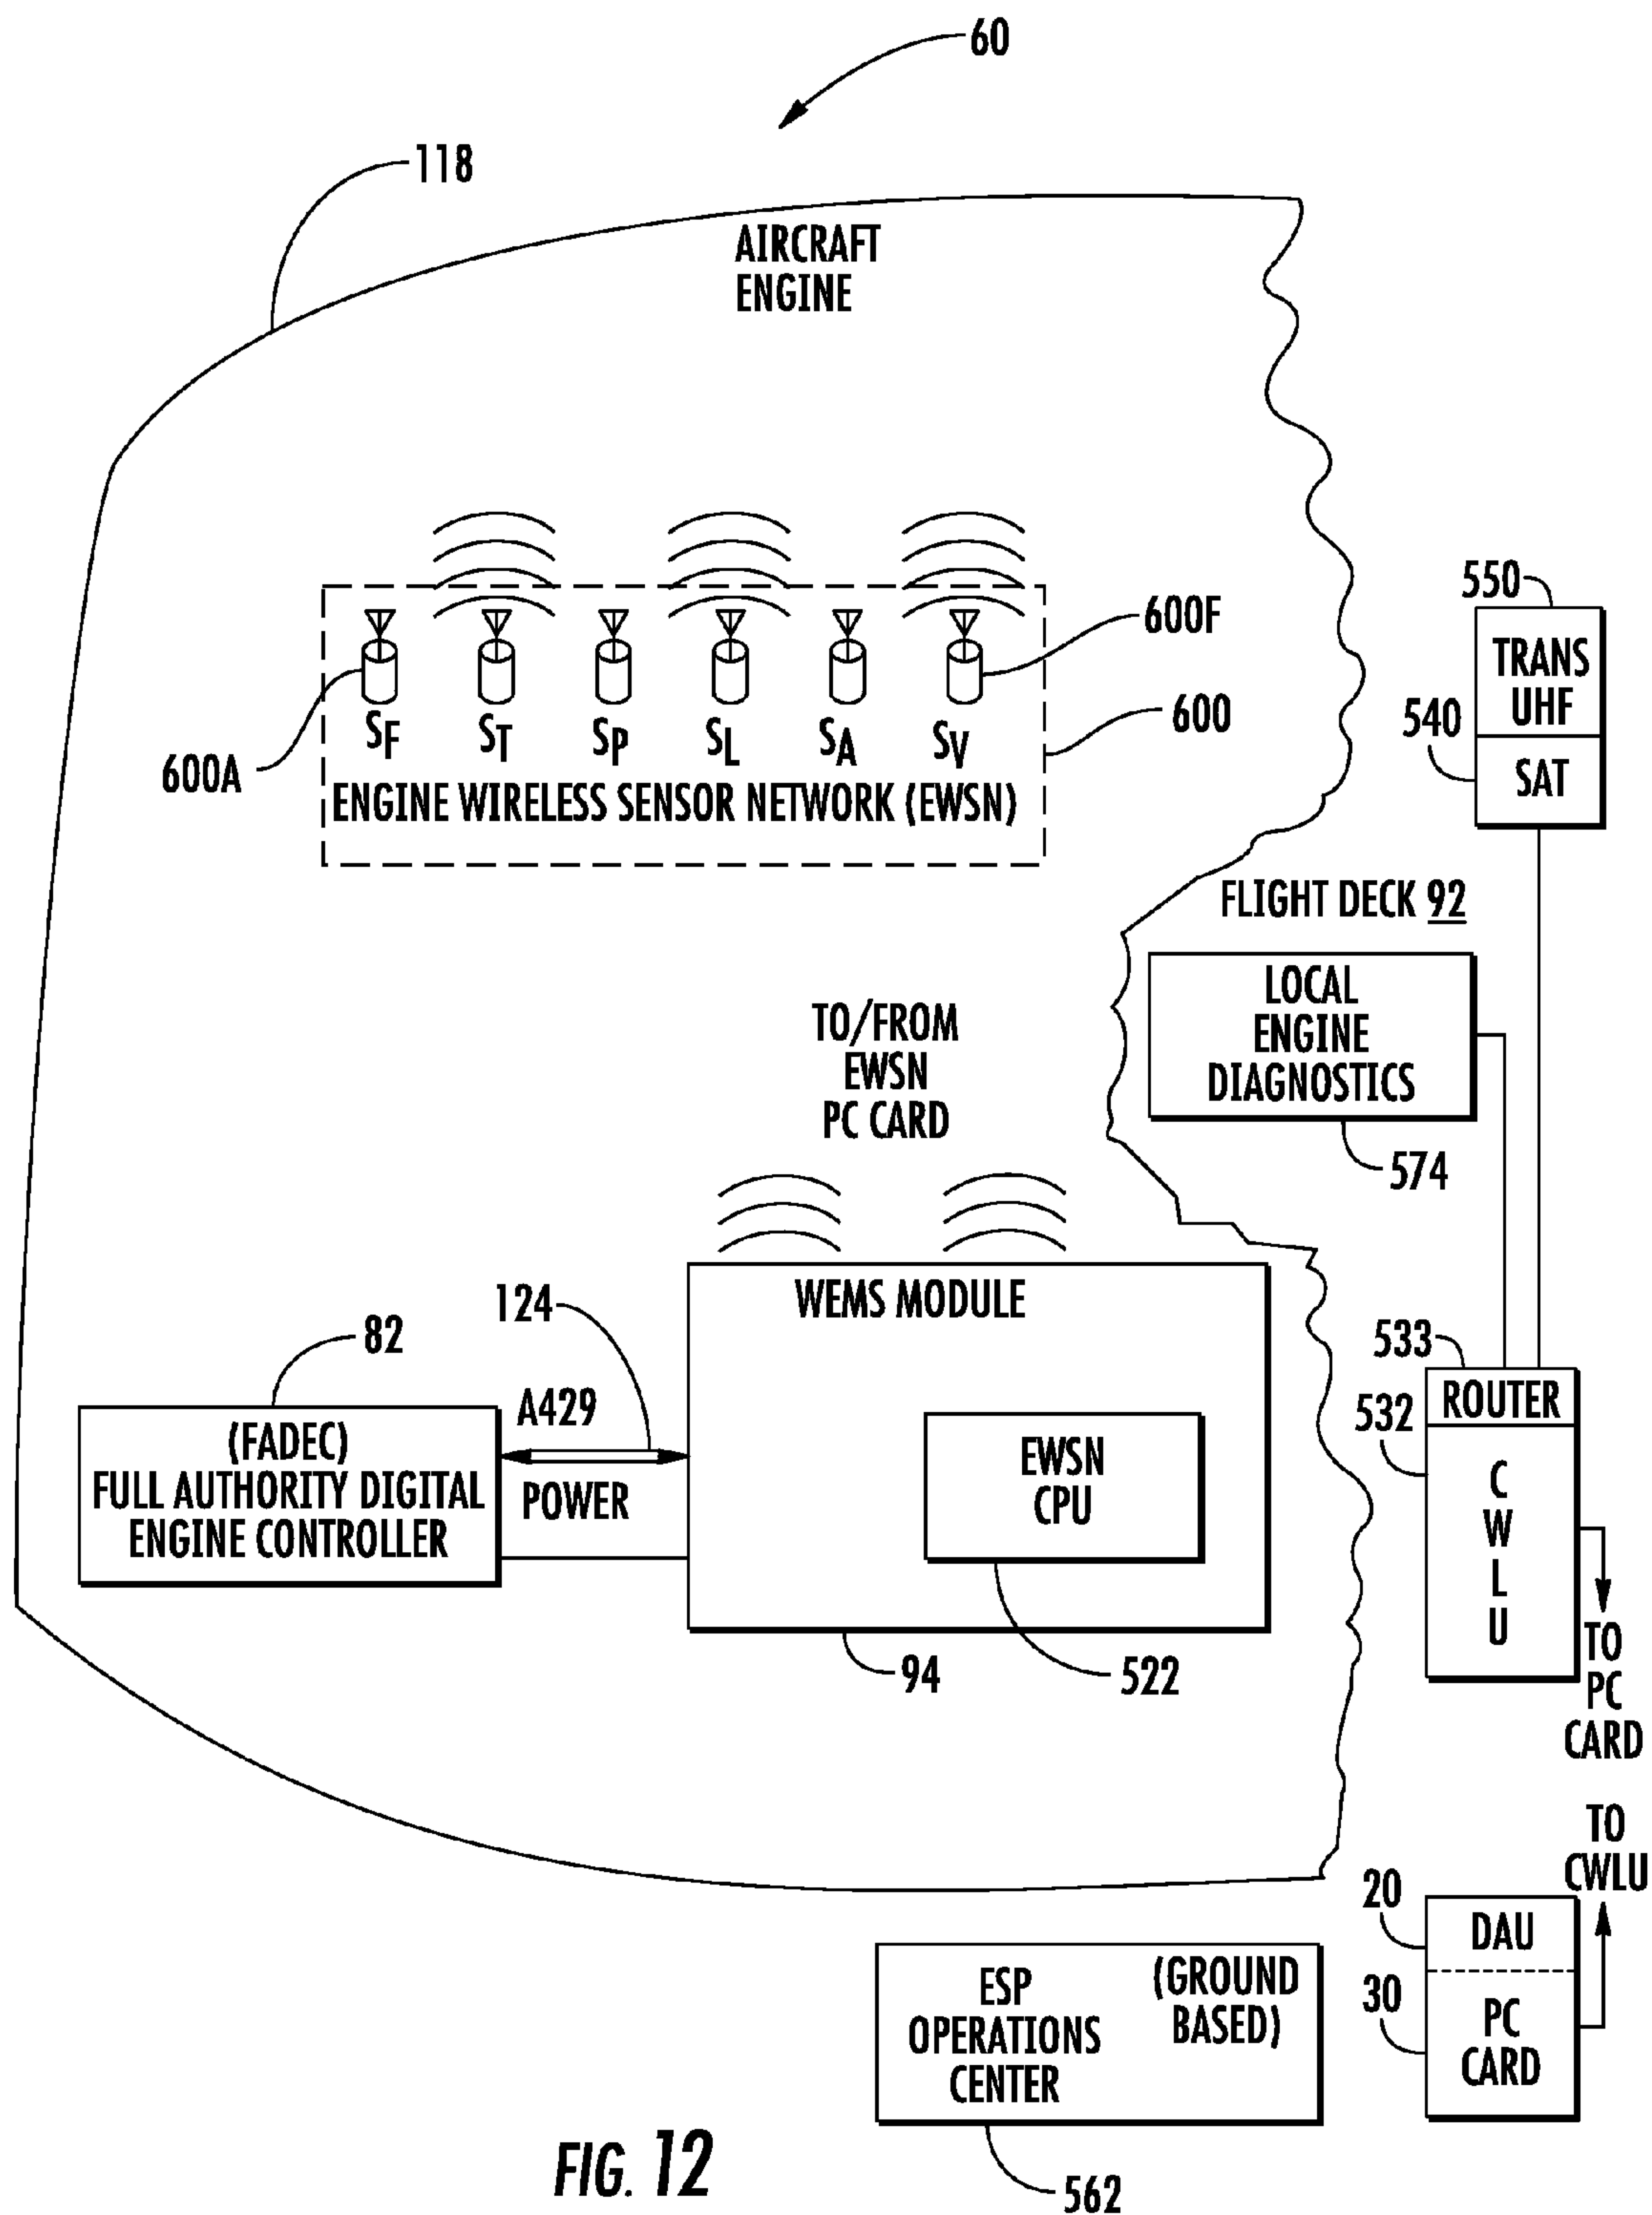 60
118
AIRCRAFT
ENGINE
600F
600A
SF ST SP SL SA SV
600
ENGINE WIRELESS SENSOR NETWORK (EWSN)
550
TRANS
UHF
540
SAT
FLIGHT DECK 92
LOCAL
ENGINE
DIAGNOSTICS
574
TO/FROM
EWSN
PC CARD
WEMS MODULE
124
82
A429
POWER
(FADEC)
FULL AUTHORITY DIGITAL
ENGINE CONTROLLER
EWSN
CPU
94
522
533
ROUTER
532
C
W
L
U
TO
PC
CARD
TO
CWLU
20
DAU
30
PC
CARD
ESP
OPERATIONS
CENTER
(GROUND
BASED)
562
FIG. 12